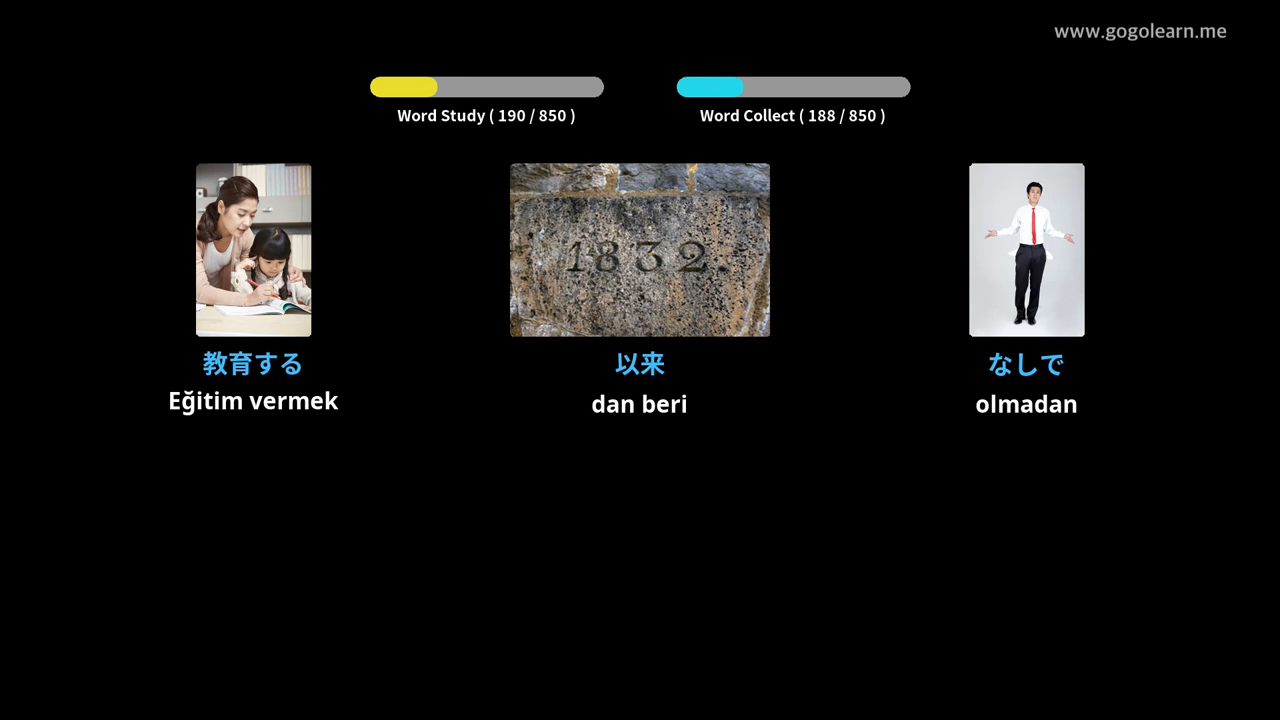 www.gogolearn.me
Word Study ( 190 / 850 )
Word Collect ( 188 / 850 )
1832
教育する
以来
なしで
Eğitim vermek
dan beri
olmadan